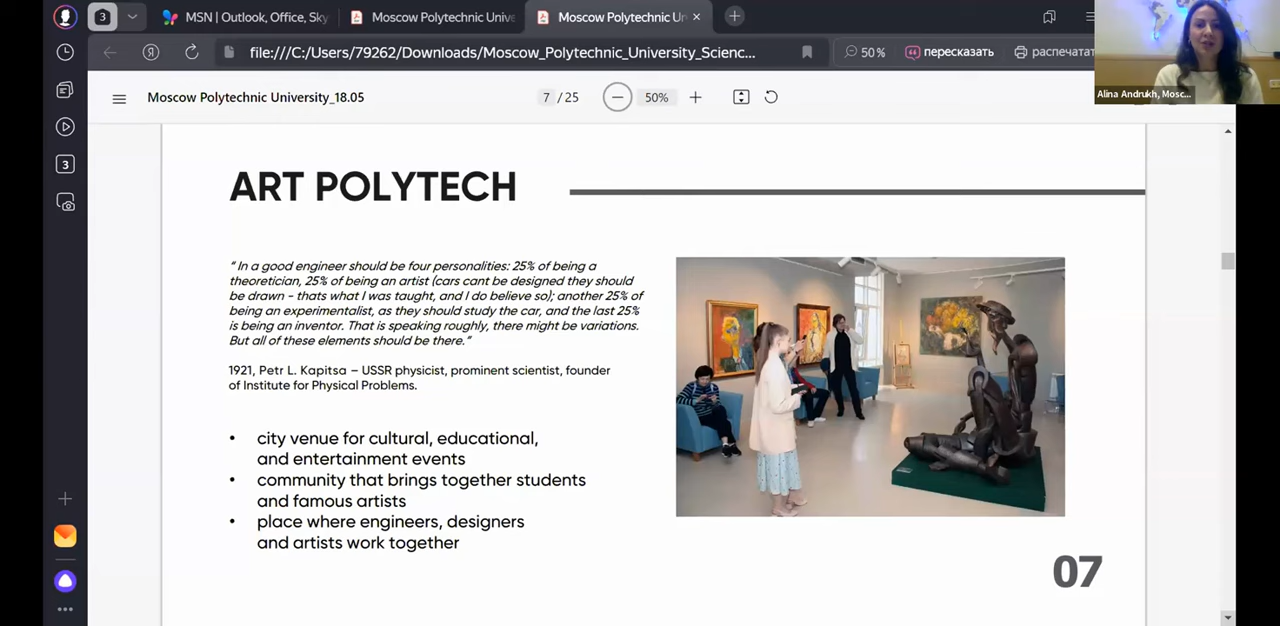 3
MSN | Outlook, Office, Sky
Moscow Polytechnic Unive
Moscow Polytechnic Un
file:///C:/Users/79262/Downloads/Moscow_Polytechnic_University_Scienc...
50%
пересказать
распечатат
Alina Andrukh, Mosc...
Moscow Polytechnic University_18.05
7 / 25
50%
3
ART POLYTECH
“ In a good engineer should be four personalities: 25% of being a
theoretician, 25% of being an artist (cars cant be designed they should
be drawn - thats what I was taught, and I do believe so); another 25% of
being an experimentalist, as they should study the car, and the last 25%
is being an inventor. That is speaking roughly, there might be variations.
But all of these elements should be there.”
1921, Petr L. Kapitsa – USSR physicist, prominent scientist, founder
of Institute for Physical Problems.
• city venue for cultural, educational,
and entertainment events
• community that brings together students
and famous artists
• place where engineers, designers
and artists work together
07